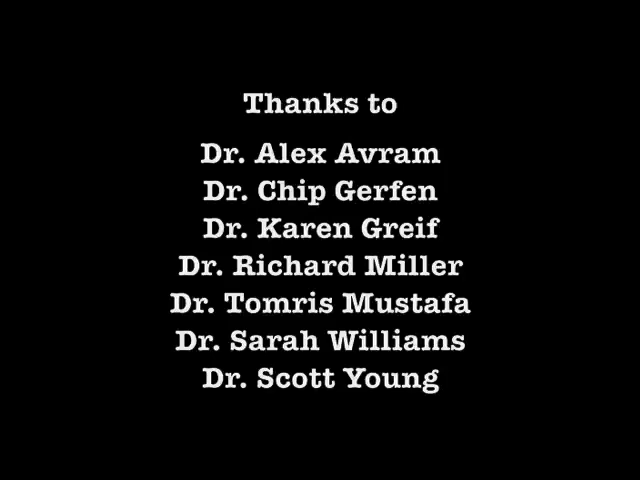 Thanks to
Dr. Alex Avram
Dr. Chip Gerfen
Dr. Karen Greif
Dr. Richard Miller
Dr. Tomris Mustafa
Dr. Sarah Williams
Dr. Scott Young